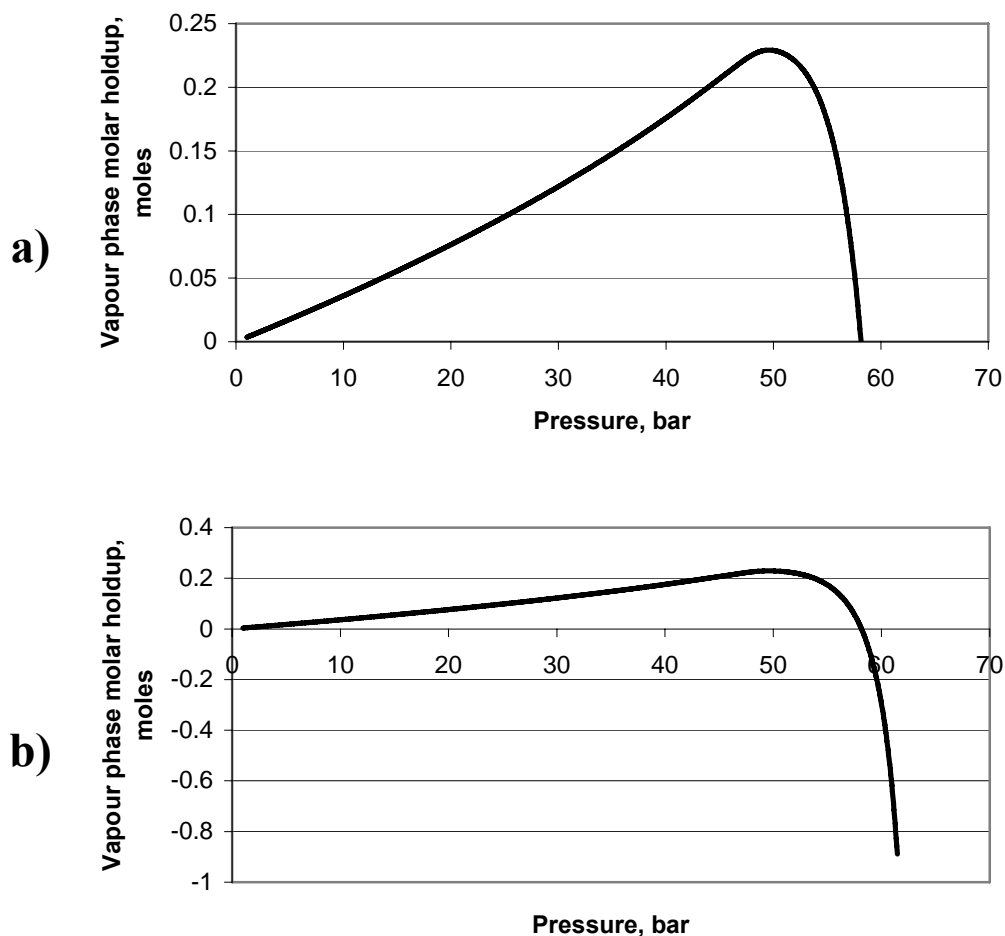 a)
Vapour phase molar holdup,
moles
0.25
0.2
0.15
0.1
0.05
0
0 10 20 30 40 50 60 70
Pressure, bar
b)
Vapour phase molar holdup,
moles
0.4
0.2
0
0 10 20 30 40 50 60 70
-0.2
-0.4
-0.6
-0.8
-1
Pressure, bar